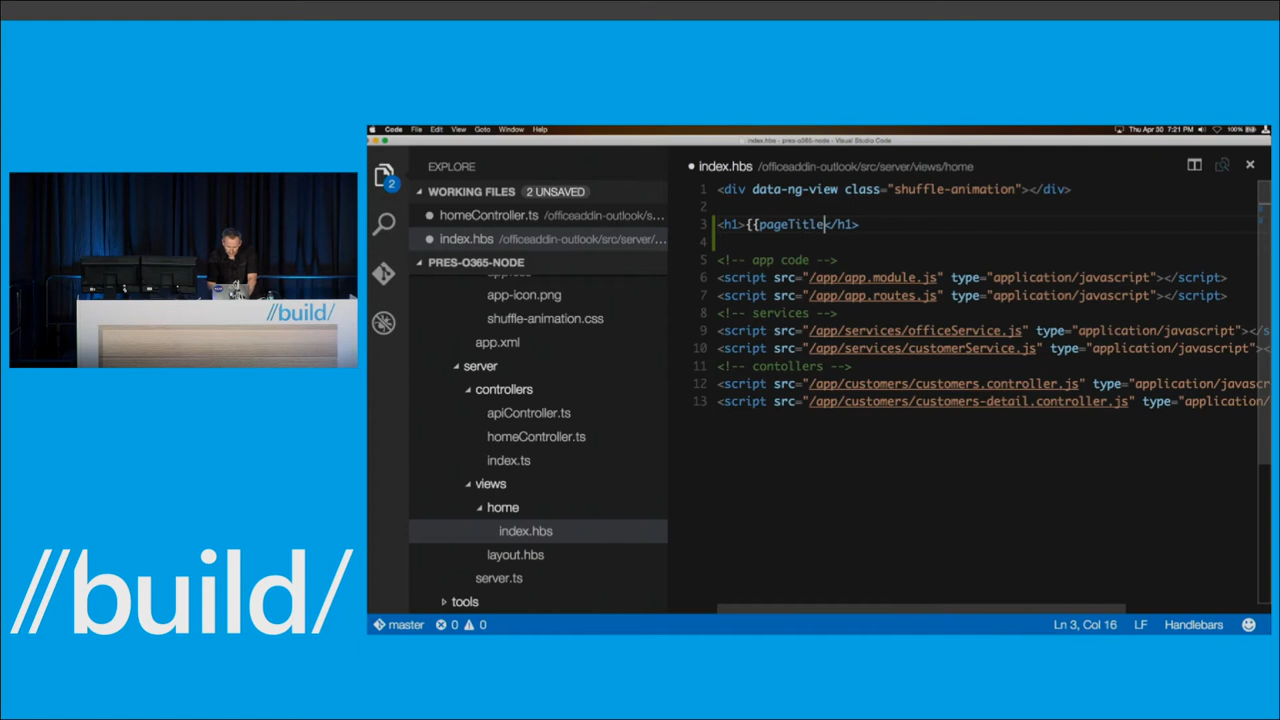 //build/
//build/
Code File Edit View Goto Window Help
Thu Apr 30 7:21 PM 100%
index.hbs - pres-o365-node - Visual Studio Code
EXPLORE
WORKING FILES 2 UNSAVED
homeController.ts /officeaddin-outlook/s...
index.hbs /officeaddin-outlook/src/server/...
PRES-O365-NODE
app-icon.png
shuffle-animation.css
app.xml
server
controllers
apiController.ts
homeController.ts
index.ts
views
home
index.hbs
layout.hbs
server.ts
tools
2
index.hbs /officeaddin-outlook/src/server/views/home
1 <div data-ng-view class="shuffle-animation"></div>
2
3 <h1>{{pageTitle</h1>
4
5 <!-- app code -->
6 <script src="/app/app.module.js" type="application/javascript"></script>
7 <script src="/app/app.routes.js" type="application/javascript"></script>
8 <!-- services -->
9 <script src="/app/services/officeService.js" type="application/javascript"></s
10 <script src="/app/services/customerService.js" type="application/javascript"><
11 <!-- contollers -->
12 <script src="/app/customers/customers.controller.js" type="application/javascr
13 <script src="/app/customers/customers-detail.controller.js" type="application/
master 0 0
Ln 3, Col 16 LF Handlebars